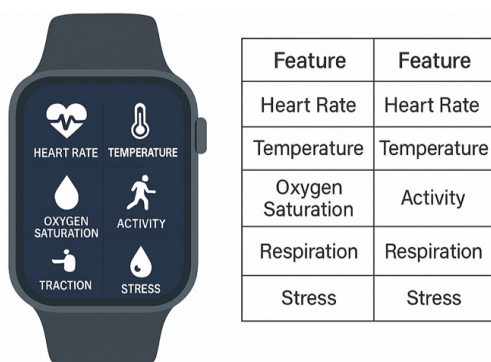 HEART RATE TEMPERATURE
OXYGEN SATURATION ACTIVITY
TRACTION STRESS
Feature Feature
Heart Rate Heart Rate
Temperature Temperature
Oxygen Saturation Activity
Respiration Respiration
Stress Stress